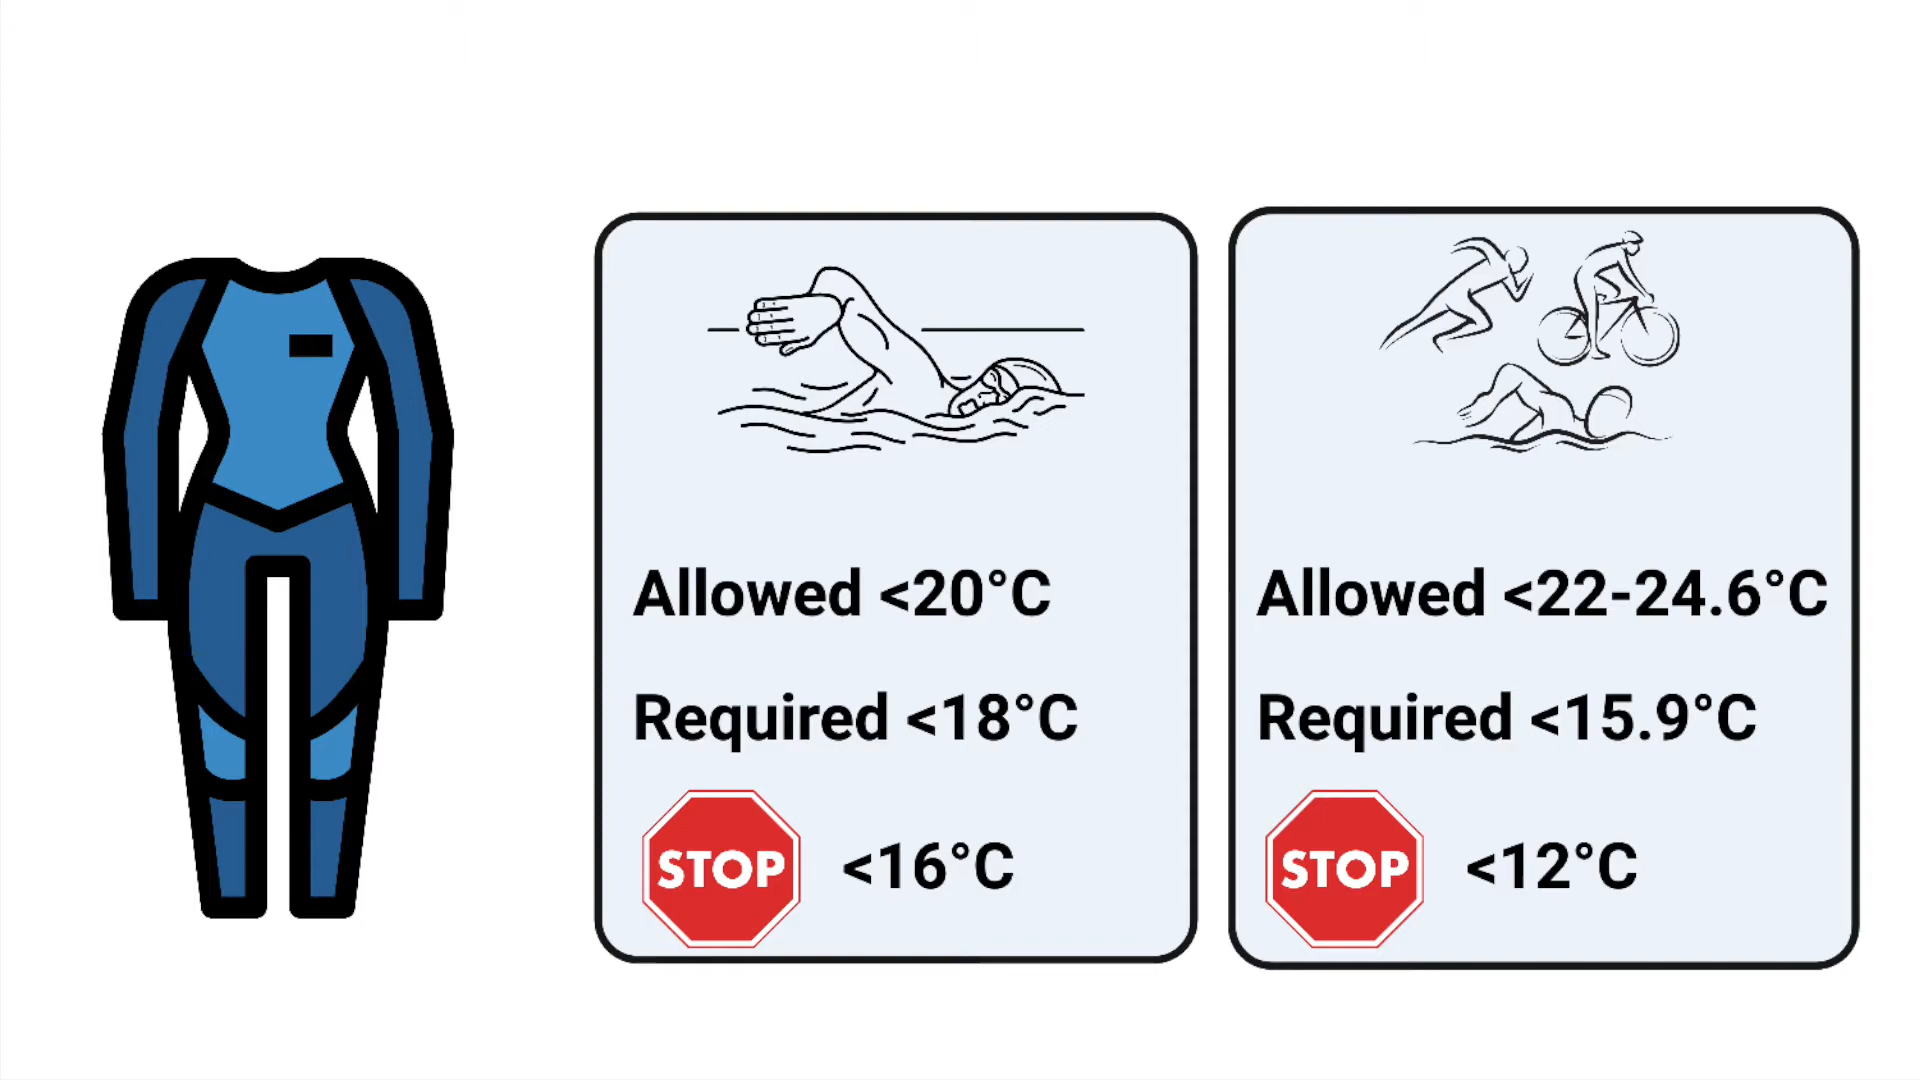 Allowed <20°C
Required <18°C
STOP <16°C
Allowed <22-24.6°C
Required <15.9°C
STOP <12°C